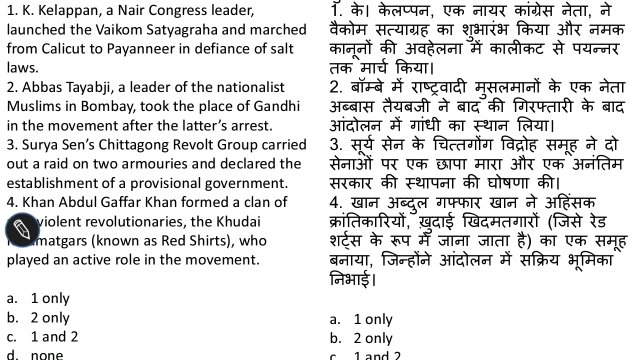 1. K. Kelappan, a Nair Congress leader,
launched the Vaikom Satyagraha and marched
from Calicut to Payanneer in defiance of salt
laws.
2. Abbas Tayabji, a leader of the nationalist
Muslims in Bombay, took the place of Gandhi
in the movement after the latter's arrest.
3. Surya Sen's Chittagong Revolt Group carried
out a raid on two armouries and declared the
establishment of a provisional government.
4. Khan Abdul Gaffar Khan formed a clan of
violent revolutionaries, the Khudai
matgars (known as Red Shirts), who
played an active role in the movement.
a. 1 only
b. 2 only
c. 1 and 2
d. none
1. के। केलप्पन, एक नायर कांग्रेस नेता, ने
वैकोम सत्याग्रह का शुभारंभ किया और नमक
कानूनों की अवहेलना में कालीकट से पयन्नर
तक मार्च किया।
2. बॉम्बे में राष्ट्रवादी मुसलमानों के एक नेता
अब्बास तैयबजी ने बाद की गिरफ्तारी के बाद
आंदोलन में गांधी का स्थान लिया।
3. सूर्य सेन के चित्तगोंग विद्रोह समूह ने दो
सेनाओं पर एक छापा मारा और एक अनंतिम
सरकार की स्थापना की घोषणा की।
4. खान अब्दुल गफ्फार खान ने अहिंसक
क्रांतिकारियों, खुदाई खिदमतगारों (जिसे रेड
शर्ट्स के रूप में जाना जाता है) का एक समूह
बनाया, जिन्होंने आंदोलन में सक्रिय भूमिका
निभाई।
a. 1 only
b. 2 only
c. 1 and 2